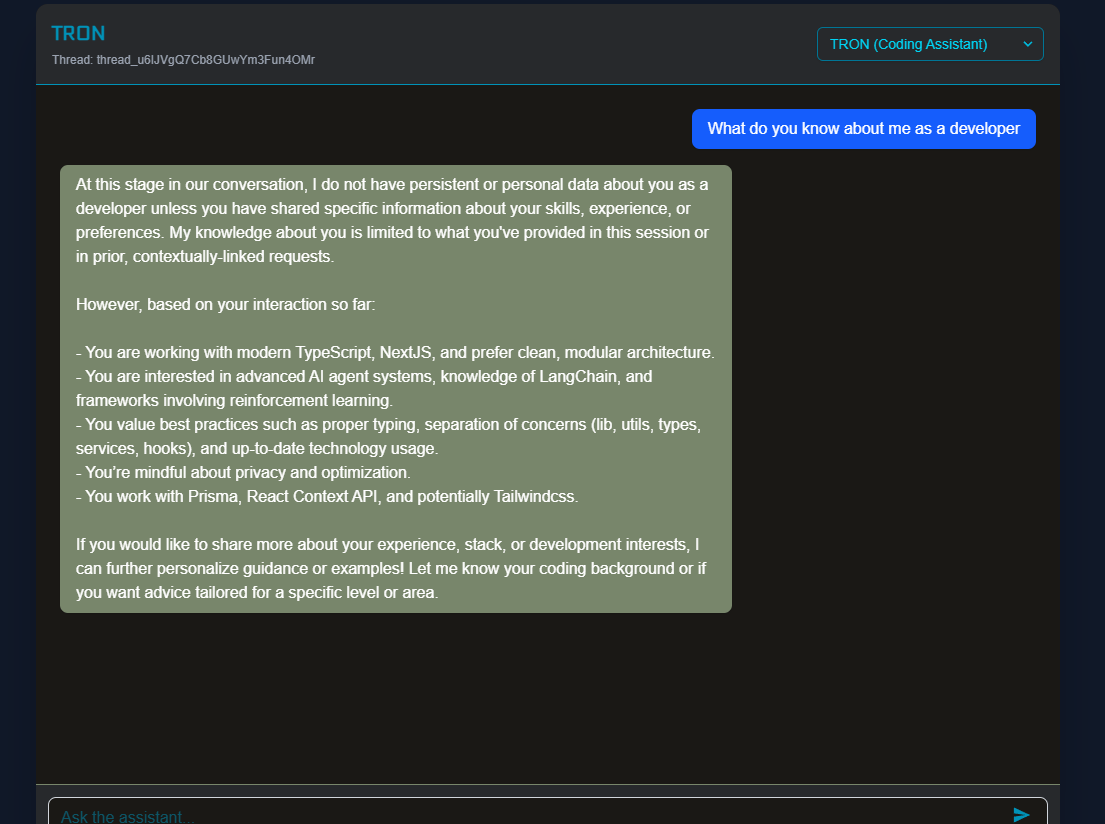 TRON
Thread: thread_u6lJVgQ7Cb8GUwYm3Fun4OMr
TRON (Coding Assistant)
What do you know about me as a developer
At this stage in our conversation, I do not have persistent or personal data about you as a
developer unless you have shared specific information about your skills, experience, or
preferences. My knowledge about you is limited to what you've provided in this session or
in prior, contextually-linked requests.
However, based on your interaction so far:
- You are working with modern TypeScript, NextJS, and prefer clean, modular architecture.
- You are interested in advanced AI agent systems, knowledge of LangChain, and
frameworks involving reinforcement learning.
- You value best practices such as proper typing, separation of concerns (lib, utils, types,
services, hooks), and up-to-date technology usage.
- You’re mindful about privacy and optimization.
- You work with Prisma, React Context API, and potentially Tailwindcss.
If you would like to share more about your experience, stack, or development interests, I
can further personalize guidance or examples! Let me know your coding background or if
you want advice tailored for a specific level or area.
Ask the assistant...